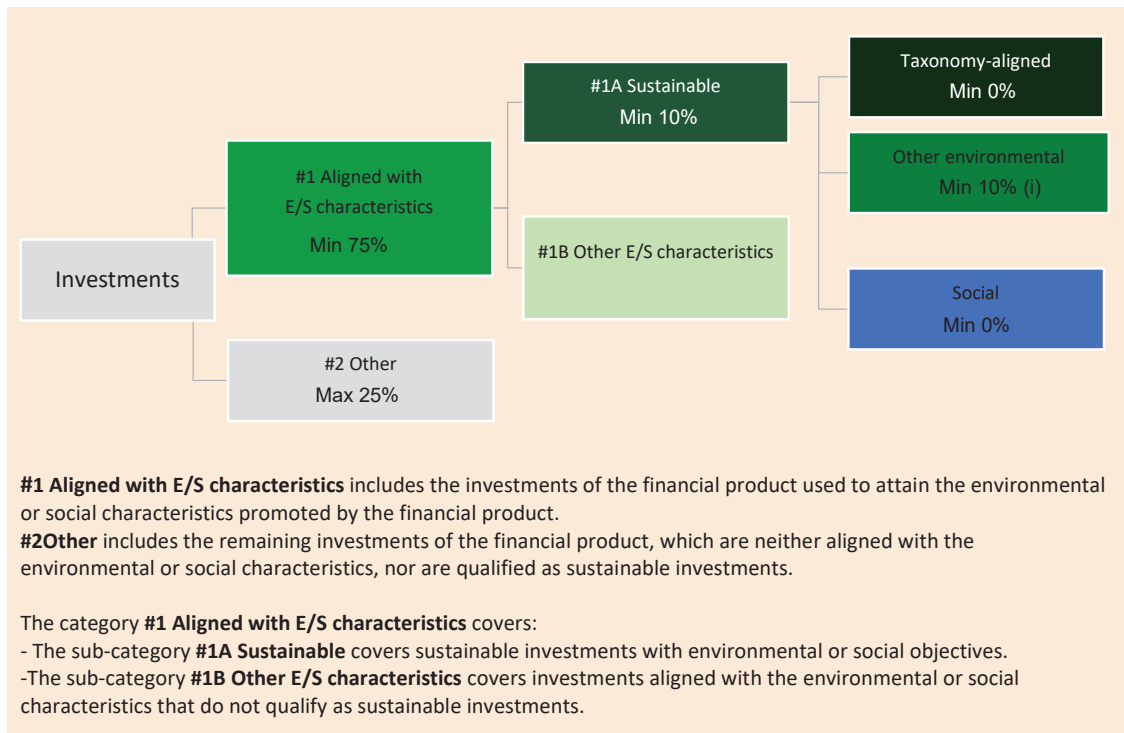 Taxonomy-aligned
Min 0%
#1A Sustainable
Min 10%
Other environmental
Min 10% (i)
#1 Aligned with
E/S characteristics
Min 75%
#1B Other E/S characteristics
Investments
Social
Min 0%
#2 Other
Max 25%
#1 Aligned with E/S characteristics includes the investments of the financial product used to attain the environmental
or social characteristics promoted by the financial product.
#2Other includes the remaining investments of the financial product, which are neither aligned with the
environmental or social characteristics, nor are qualified as sustainable investments.
The category #1 Aligned with E/S characteristics covers:
- The sub-category #1A Sustainable covers sustainable investments with environmental or social objectives.
-The sub-category #1B Other E/S characteristics covers investments aligned with the environmental or social
characteristics that do not qualify as sustainable investments.